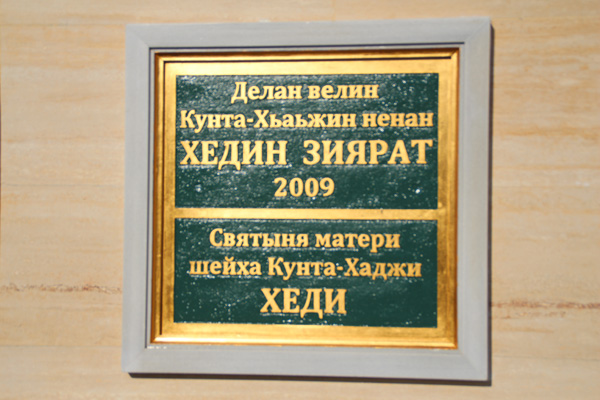 Делан велин
Кунта-Хьаьжин ненан
ХЕДИН ЗИЯРАТ
2009
Святыня матери
шейха Кунта-Хаджи
ХЕДИ